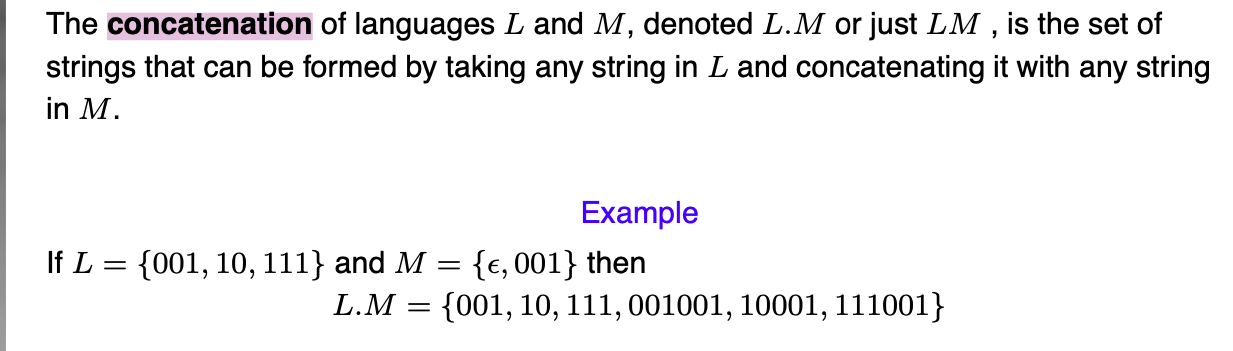 The concatenation of languages L and M, denoted L.M or just LM , is the set of
strings that can be formed by taking any string in L and concatenating it with any string
in M.
Example
If L = {001, 10, 111} and M = {ϵ, 001} then
L.M = {001, 10, 111, 001001, 10001, 111001}